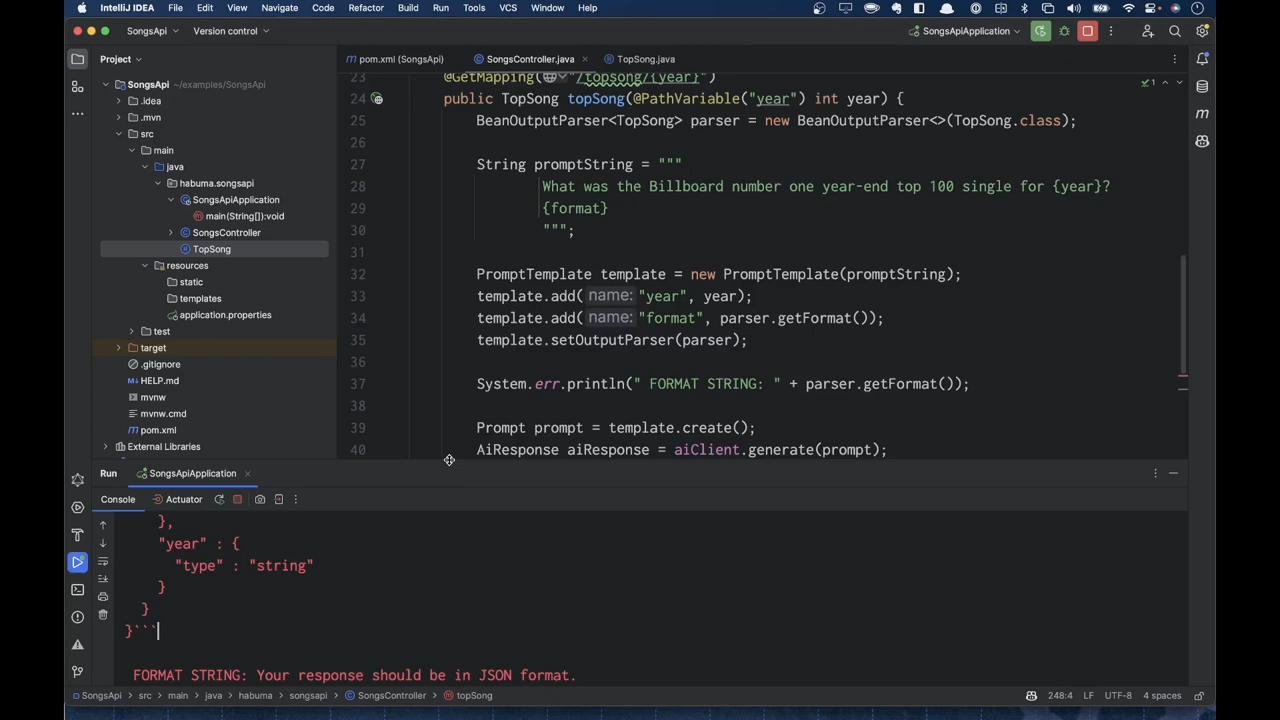 IntelliJ IDEA File Edit View Navigate Code Refactor Build Run Tools VCS Window Help
SongsApi Version control SongsApiApplication
Project pom.xml (SongsApi) SongsController.java TopSong.java
SongsApi ~/examples/SongsApi
.idea
.mvn
src
main
java
habuma.songsapi
SongsApiApplication
main(String[]):void
SongsController
TopSong
resources
static
templates
application.properties
test
target
.gitignore
HELP.md
mvnw
mvnw.cmd
pom.xml
External Libraries
1
23 @GetMapping("/topsong/{year}")
24 public TopSong topSong(@PathVariable("year") int year) {
25 BeanOutputParser<TopSong> parser = new BeanOutputParser<>(TopSong.class);
26
27 String promptString = """
28 What was the Billboard number one year-end top 100 single for {year}?
29 {format}
30 """;
31
32 PromptTemplate template = new PromptTemplate(promptString);
33 template.add( name: "year", year);
34 template.add( name: "format", parser.getFormat());
35 template.setOutputParser(parser);
36
37 System.err.println(" FORMAT STRING: " + parser.getFormat());
38
39 Prompt prompt = template.create();
40 AiResponse aiResponse = aiClient.generate(prompt);
Run SongsApiApplication
Console Actuator
},
"year" : {
"type" : "string"
}
}
}```
FORMAT STRING: Your response should be in JSON format.
SongsApi src main java habuma songsapi SongsController topSong 248:4 LF UTF-8 4 spaces